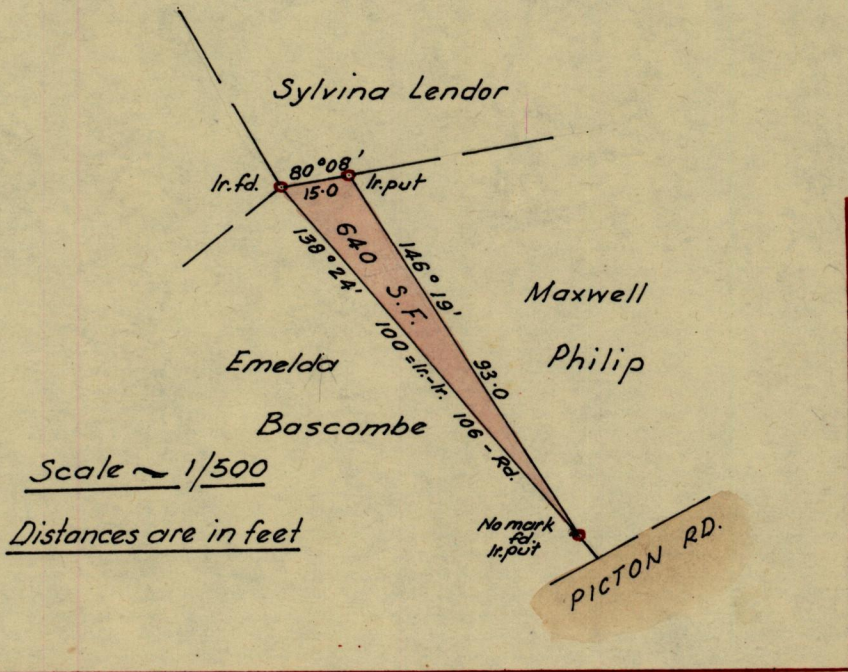 Sylvina Lendor
80°08'
Ir.fd.
15.0
Ir.put
640
S.F.
138°24'
146°19'
Maxwell
Philip
100 = Ir.-Ir.
93.0
106 - Rd.
Emelda
Bascombe
Scale ~ 1/500
Distances are in feet
No mark
fd.
Ir.put
PICTON RD.